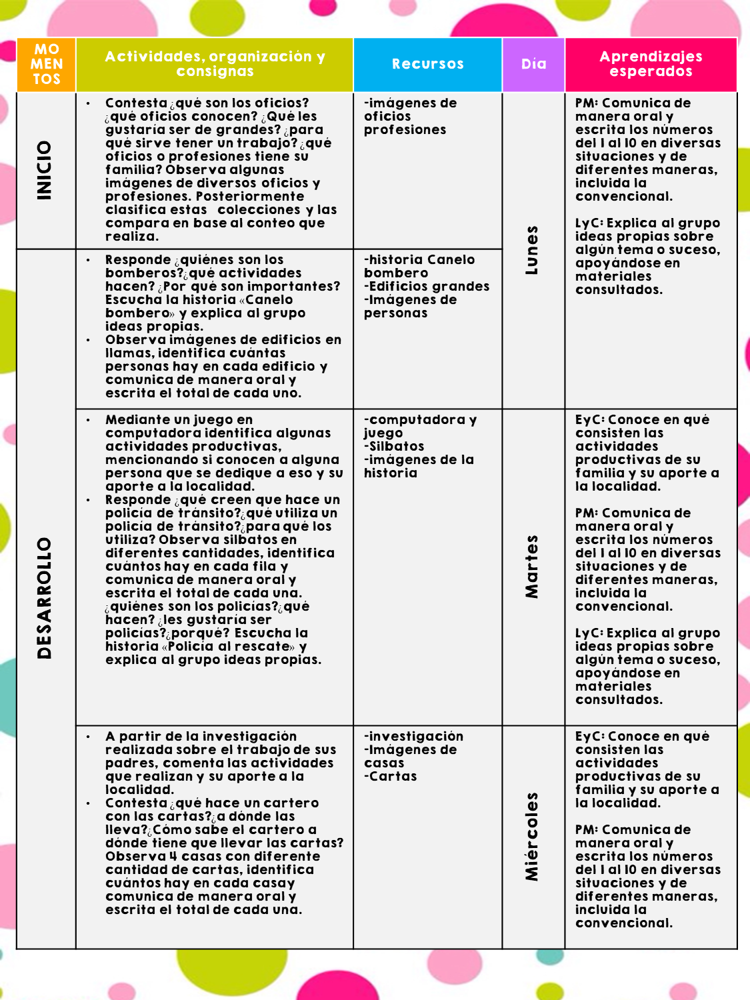 MO
MEN
TOS
Actividades, organización y
consignas
Recursos
Día
Aprendizajes
esperados
INICIO
• Contesta ¿qué son los oficios?
¿qué oficios conocen? ¿Qué les
gustaría ser de grandes? ¿para
qué sirve tener un trabajo? ¿qué
oficios o profesiones tiene su
familia? Observa algunas
imágenes de diversos oficios y
profesiones. Posteriormente
clasifica estas colecciones y las
compara en base al conteo que
realiza.
-imágenes de
oficios
profesiones
Lunes
PM: Comunica de
manera oral y
escrita los números
del 1 al 10 en diversas
situaciones y de
diferentes maneras,
incluida la
convencional.
LyC: Explica al grupo
ideas propias sobre
algún tema o suceso,
apoyándose en
materiales
consultados.
DESARROLLO
• Responde ¿quiénes son los
bomberos?¿qué actividades
hacen? ¿Por qué son importantes?
Escucha la historia «Canelo
bombero» y explica al grupo
ideas propias.
• Observa imágenes de edificios en
llamas, identifica cuántas
personas hay en cada edificio y
comunica de manera oral y
escrita el total de cada uno.
-historia Canelo
bombero
-Edificios grandes
-Imágenes de
personas
• Mediante un juego en
computadora identifica algunas
actividades productivas,
mencionando si conocen a alguna
persona que se dedique a eso y su
aporte a la localidad.
• Responde ¿qué creen que hace un
policía de tránsito?¿qué utiliza un
policía de tránsito?¿para qué los
utiliza? Observa silbatos en
diferentes cantidades, identifica
cuántos hay en cada fila y
comunica de manera oral y
escrita el total de cada una.
¿quiénes son los policías?¿qué
hacen? ¿les gustaría ser
policías?¿porqué? Escucha la
historia «Policía al rescate» y
explica al grupo ideas propias.
-computadora y
juego
-Silbatos
-imágenes de la
historia
Martes
EyC: Conoce en qué
consisten las
actividades
productivas de su
familia y su aporte a
la localidad.
PM: Comunica de
manera oral y
escrita los números
del 1 al 10 en diversas
situaciones y de
diferentes maneras,
incluida la
convencional.
LyC: Explica al grupo
ideas propias sobre
algún tema o suceso,
apoyándose en
materiales
consultados.
• A partir de la investigación
realizada sobre el trabajo de sus
padres, comenta las actividades
que realizan y su aporte a la
localidad.
• Contesta ¿qué hace un cartero
con las cartas?¿a dónde las
lleva?¿Cómo sabe el cartero a
dónde tiene que llevar las cartas?
Observa 4 casas con diferente
cantidad de cartas, identifica
cuántos hay en cada casay
comunica de manera oral y
escrita el total de cada una.
-investigación
-Imágenes de
casas
-Cartas
Miércoles
EyC: Conoce en qué
consisten las
actividades
productivas de su
familia y su aporte a
la localidad.
PM: Comunica de
manera oral y
escrita los números
del 1 al 10 en diversas
situaciones y de
diferentes maneras,
incluida la
convencional.